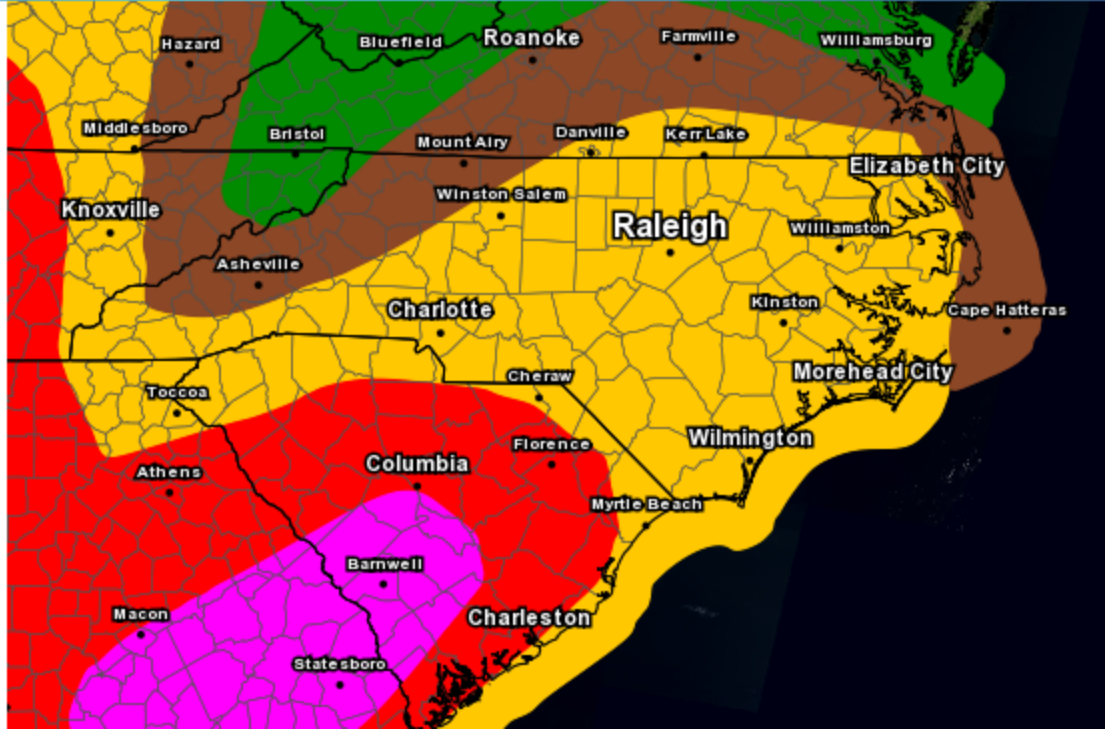 Hazard
Bluefield
Roanoke
Farmville
Williamsburg
Middlesboro
Bristol
Mount Airy
Danville
Kerr Lake
Elizabeth City
Knoxville
Winston Salem
Raleigh
Williamston
Asheville
Charlotte
Kinston
Cape Hatteras
Toccoa
Cheraw
Morehead City
Athens
Columbia
Florence
Wilmington
Myrtle Beach
Barnwell
Macon
Charleston
Statesboro